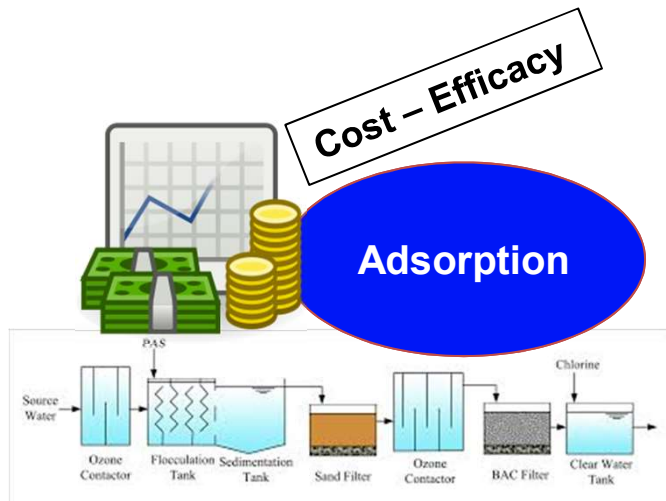 Cost – Efficacy
Adsorption
PAS
Chlorine
Source
Water
Ozone
Contactor
Flocculation
Tank
Sedimentation
Tank
Sand Filter
Ozone
Contactor
BAC Filter
Clear Water
Tank